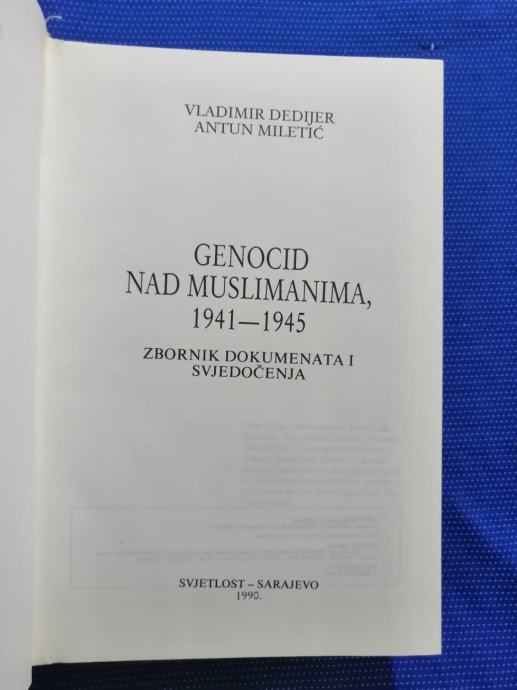 VLADIMIR DEDIJER
ANTUN MILETIĆ
GENOCID
NAD MUSLIMANIMA,
1941—1945
ZBORNIK DOKUMENATA I
SVJEDOČENJA
SVJETLOST – SARAJEVO
1990.